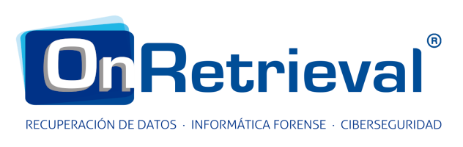 OnRetrieval®
RECUPERACIÓN DE DATOS · INFORMÁTICA FORENSE · CIBERSEGURIDAD